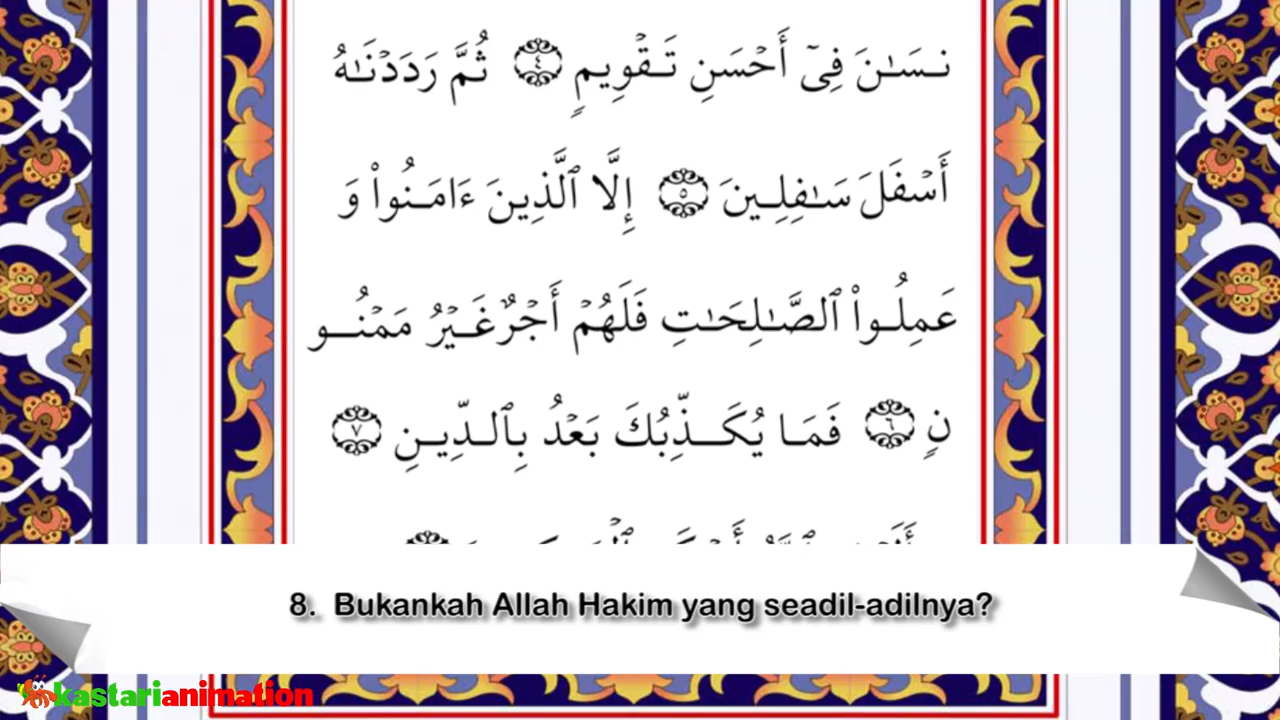 نسَـٰنَ فِىٓ أَحْسَنِ تَقْوِيمٍ ٤ ثُمَّ رَدَدْنَـٰهُ
أَسْفَلَ سَـٰفِلِينَ ٥ إِلَّا ٱلَّذِينَ ءَامَنُوا۟ وَ
عَمِلُوا۟ ٱلصَّـٰلِحَـٰتِ فَلَهُمْ أَجْرٌ غَيْرُ مَمْنُو
نٍ ٦ فَمَا يُكَذِّبُكَ بَعْدُ بِٱلدِّينِ ٧
8. Bukankah Allah Hakim yang seadil-adilnya?
kastarianimation